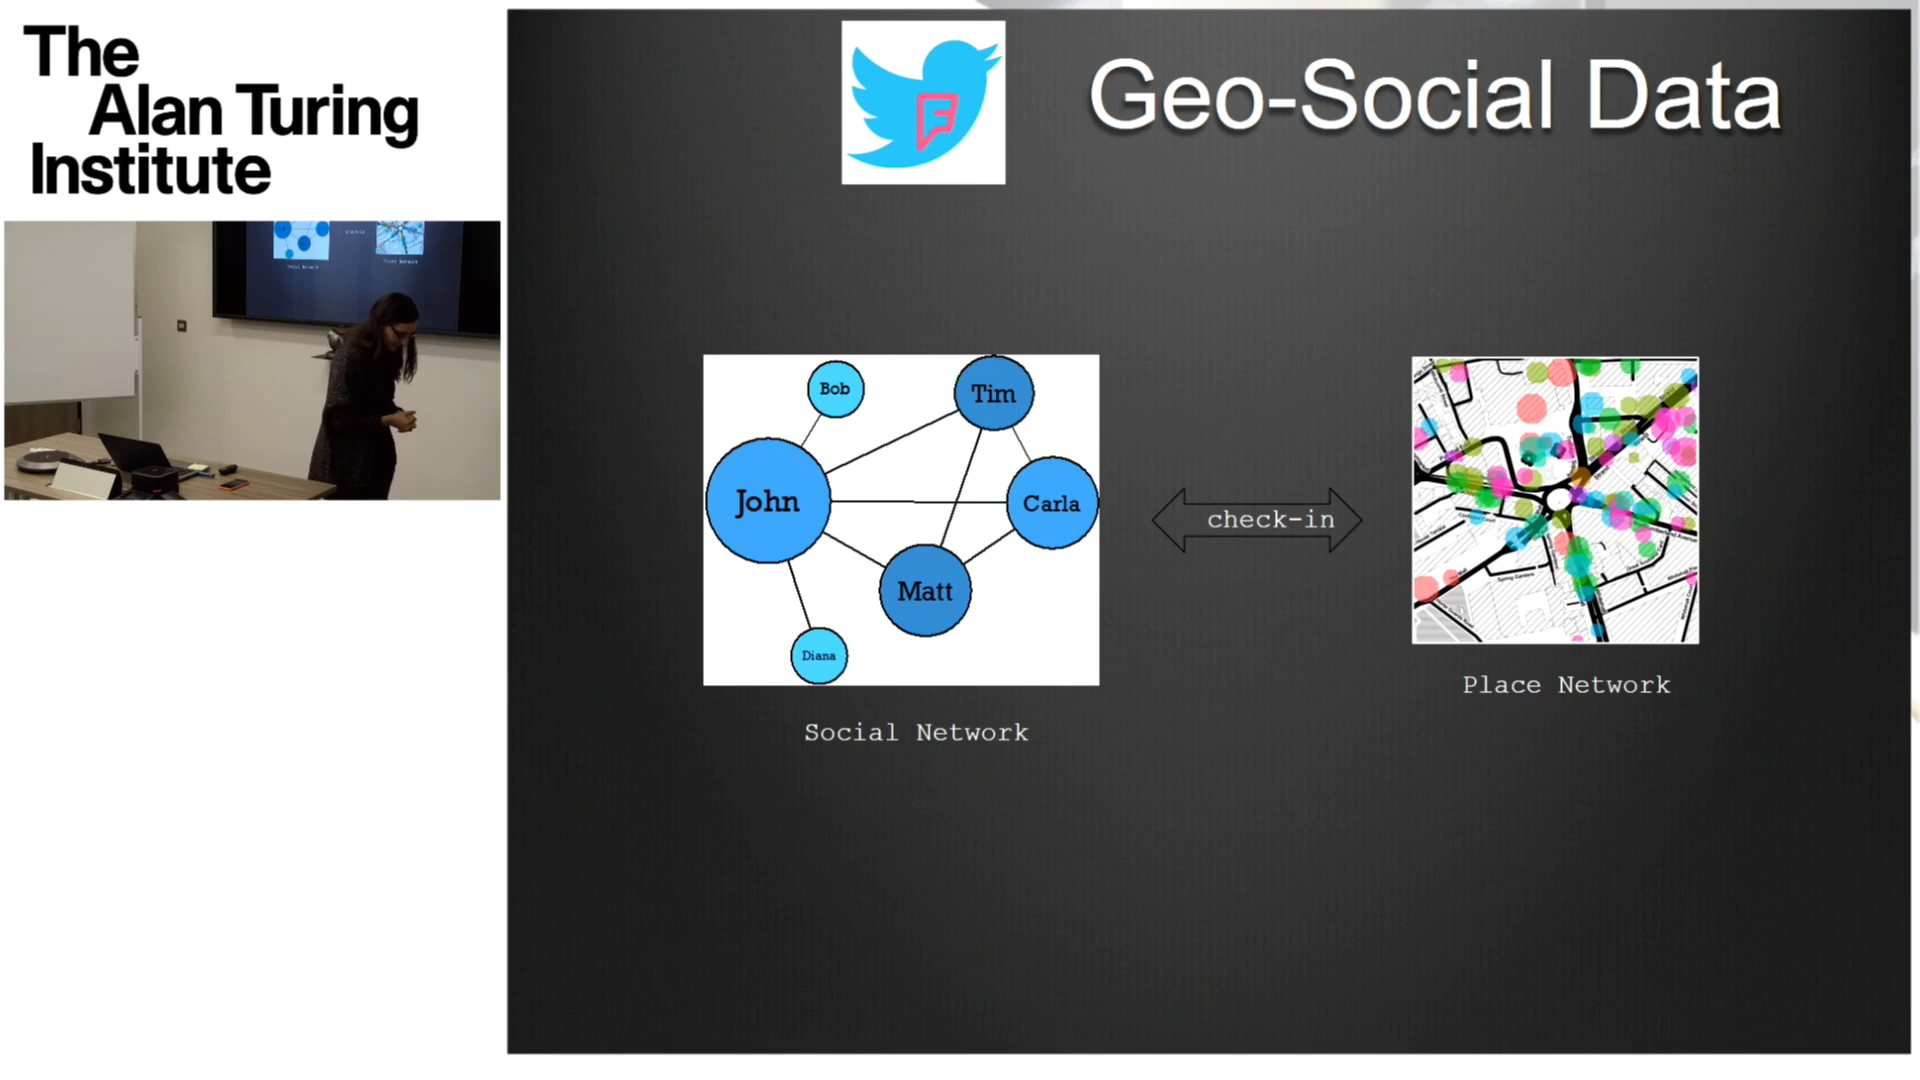 The
Alan Turing
Institute
Geo-Social Data
Bob
Tim
John
Carla
Matt
Diana
check-in
Social Network
Place Network